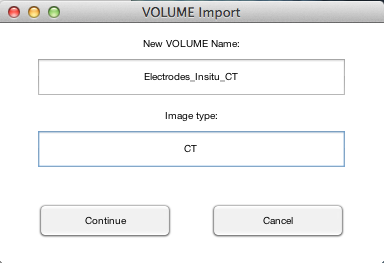 VOLUME Import
New VOLUME Name:
Electrodes_Insitu_CT
Image type:
CT
Continue Cancel